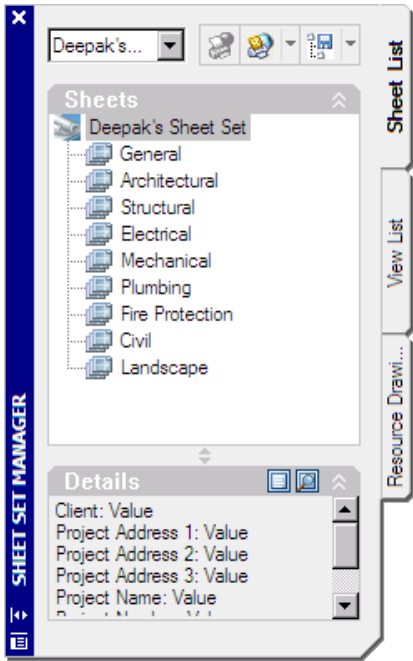 Deepak's...
Sheets
Deepak's Sheet Set
General
Architectural
Structural
Electrical
Mechanical
Plumbing
Fire Protection
Civil
Landscape
Details
Client: Value
Project Address 1: Value
Project Address 2: Value
Project Address 3: Value
Project Name: Value
Sheet List
View List
Resource Drawi...
SHEET SET MANAGER